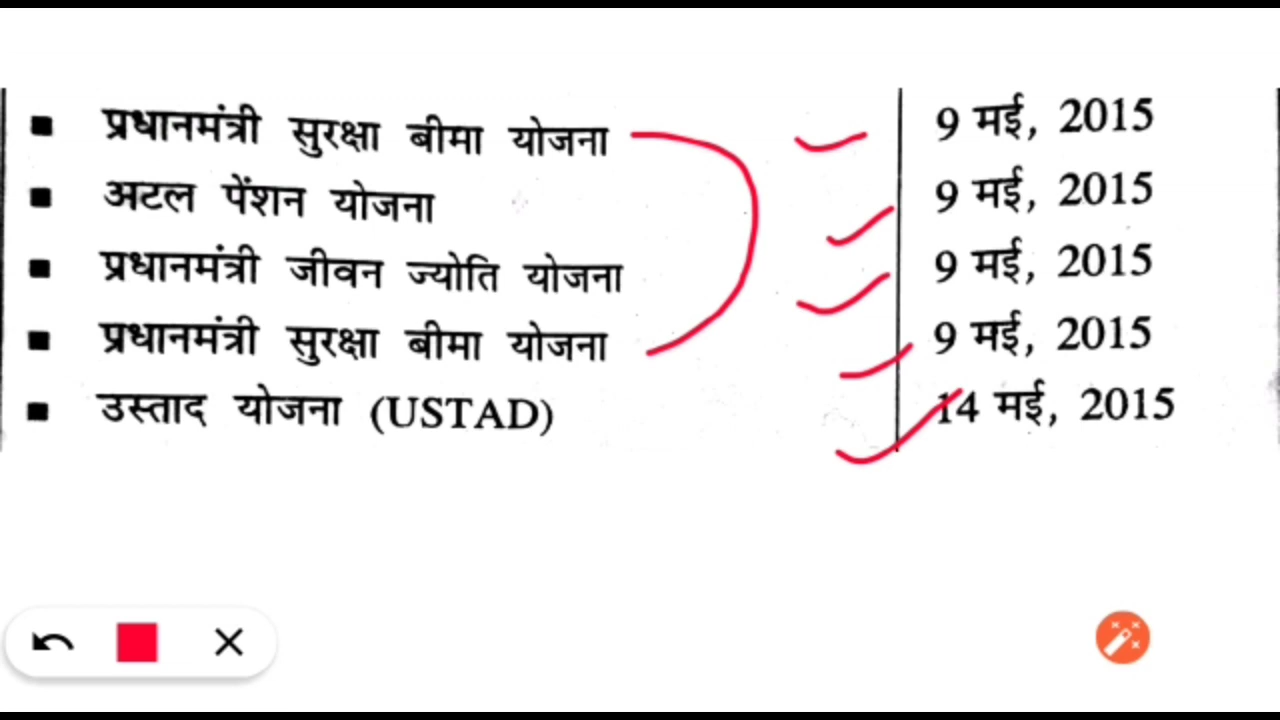 ▪ प्रधानमंत्री सुरक्षा बीमा योजना 9 मई, 2015
▪ अटल पेंशन योजना 9 मई, 2015
▪ प्रधानमंत्री जीवन ज्योति योजना 9 मई, 2015
▪ प्रधानमंत्री सुरक्षा बीमा योजना 9 मई, 2015
▪ उस्ताद योजना (USTAD) 14 मई, 2015